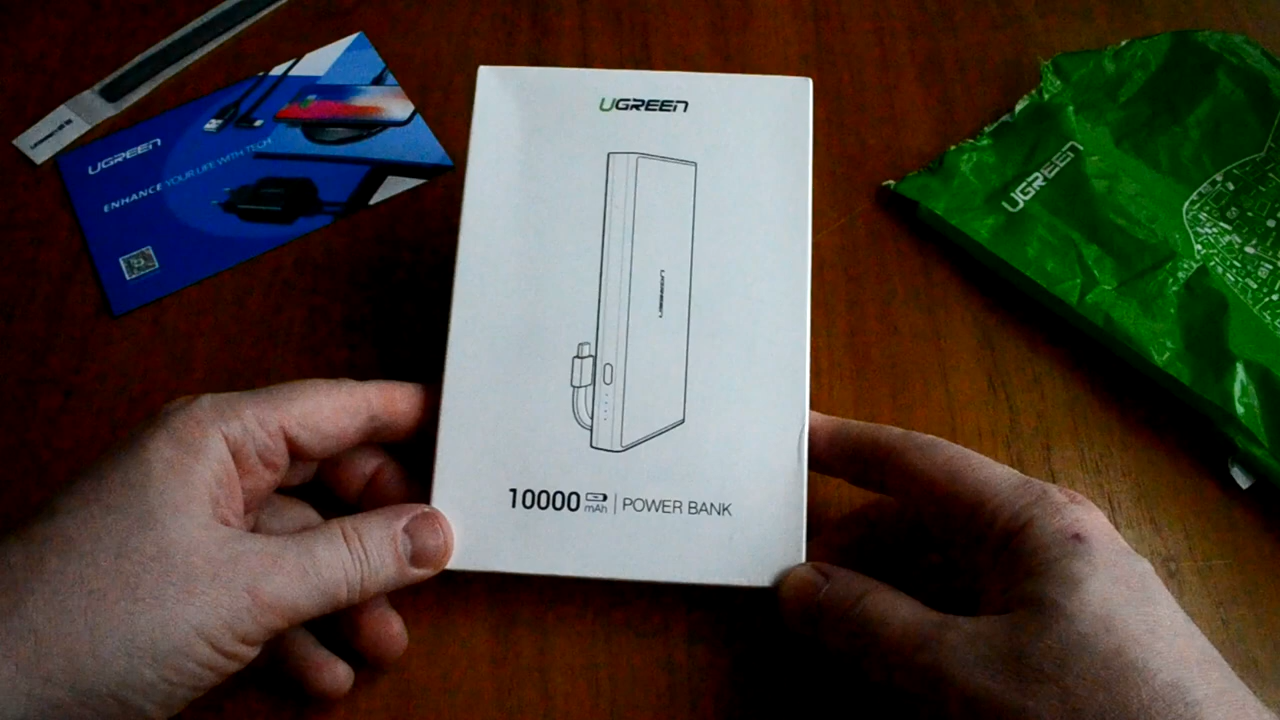 UGREEN
ENHANCE YOUR LIFE WITH TECH
UGREEN
UGREEN
10000 mAh | POWER BANK
UGREEN